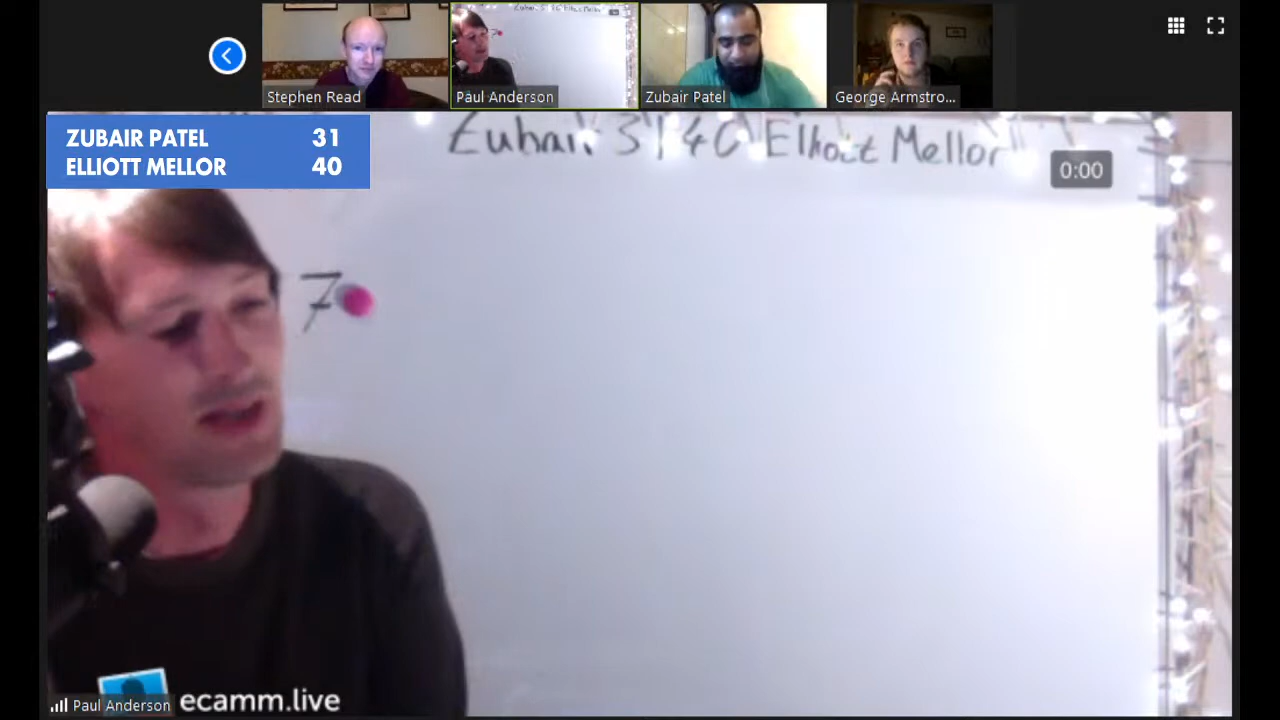 Stephen Read
Paul Anderson
Zubair Patel
George Armstro...
ZUBAIR PATEL 31
ELLIOTT MELLOR 40
Zubair 31 40 Elliott Mellor
0:00
7
Paul Anderson
ecamm.live